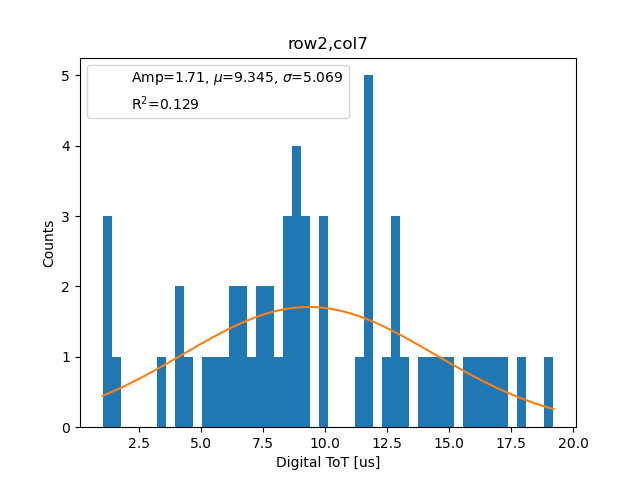 row2,col7
Amp=1.71, μ=9.345, σ=5.069
R²=0.129
5
4
3
2
1
0
Counts
2.5 5.0 7.5 10.0 12.5 15.0 17.5 20.0
Digital ToT [us]